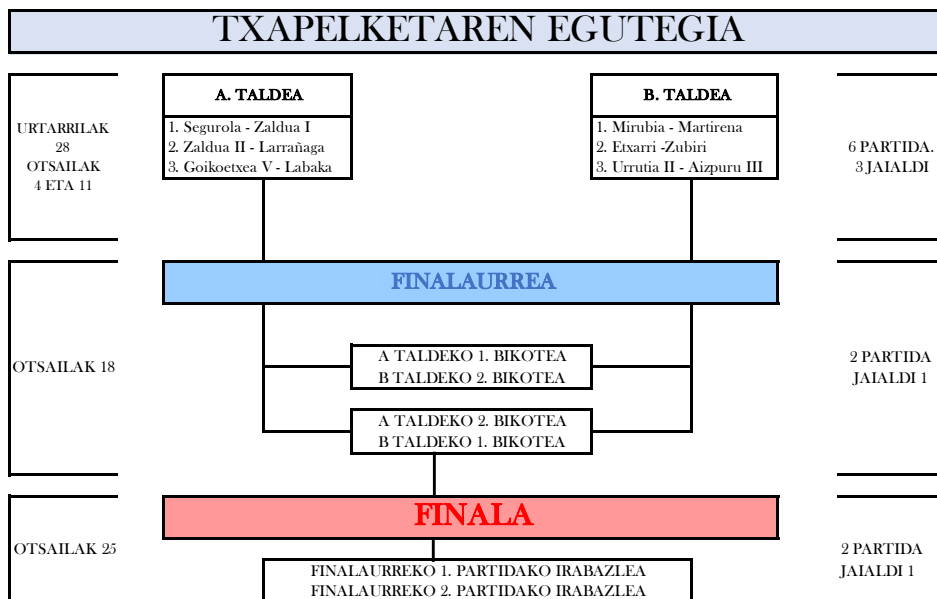 TXAPELKETAREN EGUTEGIA
URTARRILAK
28
OTSAILAK
4 ETA 11
A. TALDEA
1. Segurola - Zaldua I
2. Zaldua II - Larrañaga
3. Goikoetxea V - Labaka
B. TALDEA
1. Mirubia - Martirena
2. Etxarri -Zubiri
3. Urrutia II - Aizpuru III
6 PARTIDA.
3 JAIALDI
FINALAURREA
OTSAILAK 18
A TALDEKO 1. BIKOTEA
B TALDEKO 2. BIKOTEA
A TALDEKO 2. BIKOTEA
B TALDEKO 1. BIKOTEA
2 PARTIDA
JAIALDI 1
FINALA
OTSAILAK 25
FINALAURREKO 1. PARTIDAKO IRABAZLEA
FINALAURREKO 2. PARTIDAKO IRABAZLEA
2 PARTIDA
JAIALDI 1